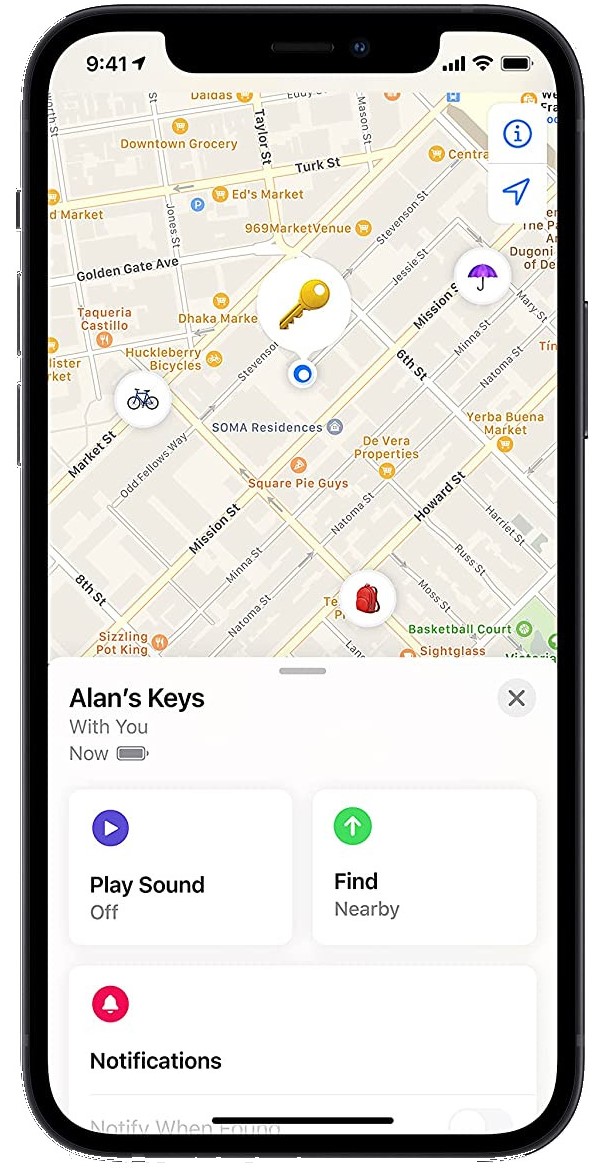 9:41
Daldas
Eddy St
Downtown Grocery
Taylor St
Mason St
Turk St
Centra
Ed's Market
d Market
Jones St
969MarketVenue
Stevenson St
Golden Gate Ave
Jessie St
Dugoni
of De
Mission S
Mary St
Taqueria
Castillo
Dhaka Marke
Minna St
Huckleberry
Bicycles
Stevenson
6th St
Natoma St
lister
rket
SOMA Residences
Yerba Buena
Market
De Vera
Properties
Market St
Odd Fellows Way
Square Pie Guys
Howard St
Mission St
Natoma St
Harriet St
Minna St
Russ St
8th St
Moss St
Natoma St
Basketball Court
Sizzling
Pot King
Sightglass
Victoria
Alan’s Keys
With You
Now
Play Sound
Off
Find
Nearby
Notifications
Notify When Found